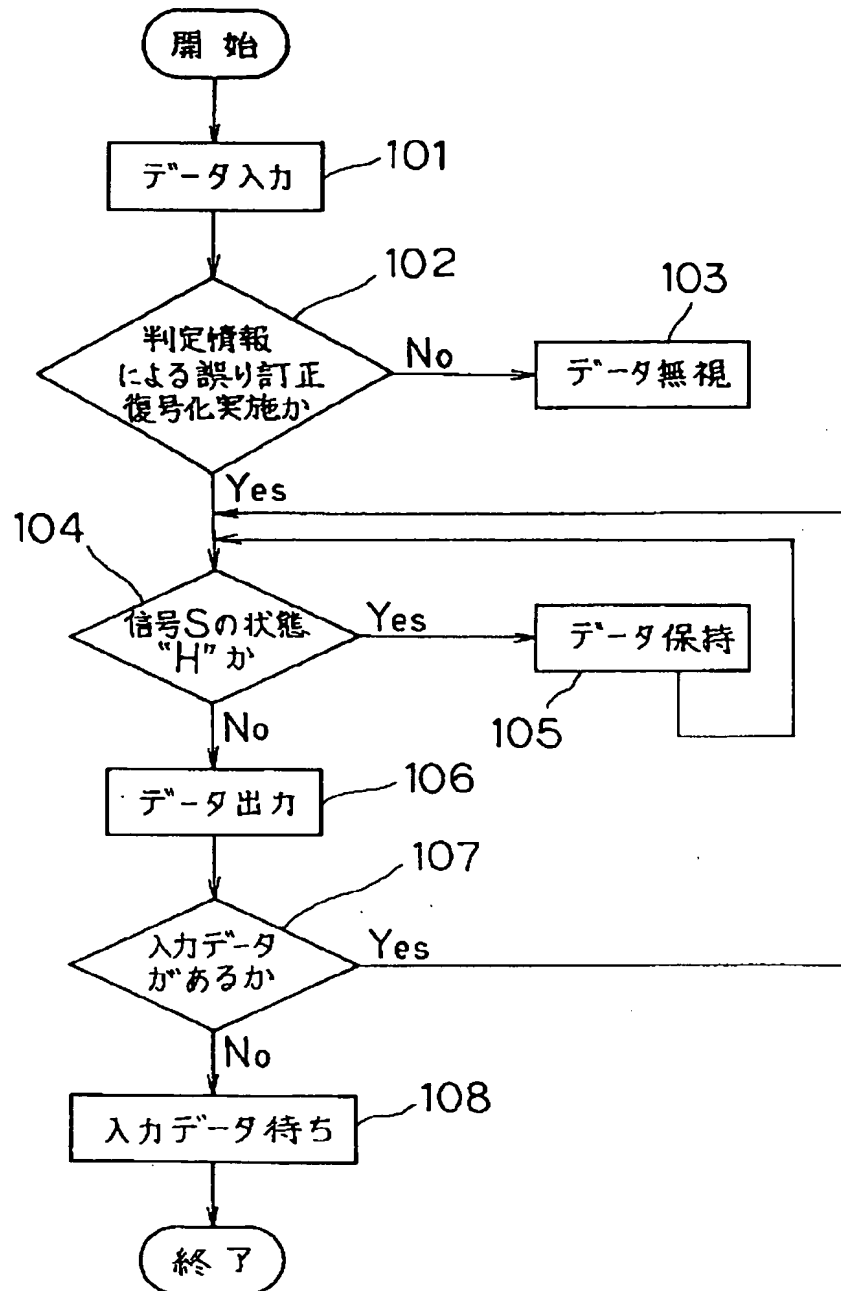 開始
101
データ入力
102
判定情報
による誤り訂正
復号化実施か
No
103
データ無視
Yes
104
信号Sの状態
"H"か
Yes
データ保持
105
No
106
データ出力
107
入力データ
があるか
Yes
No
108
入力データ待ち
終了